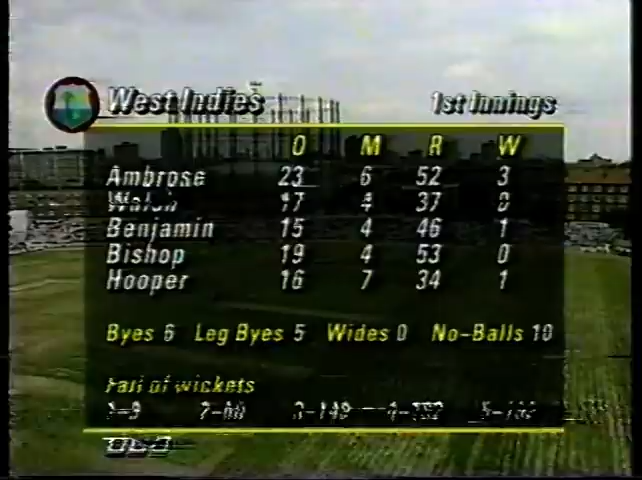 West Indies 1st Innings
O M R W
Ambrose 23 6 52 3
Walsh 17 4 37 0
Benjamin 15 4 46 1
Bishop 19 4 53 0
Hooper 16 7 34 1
Byes 6 Leg Byes 5 Wides 0 No-Balls 10
Fall of wickets
1-9